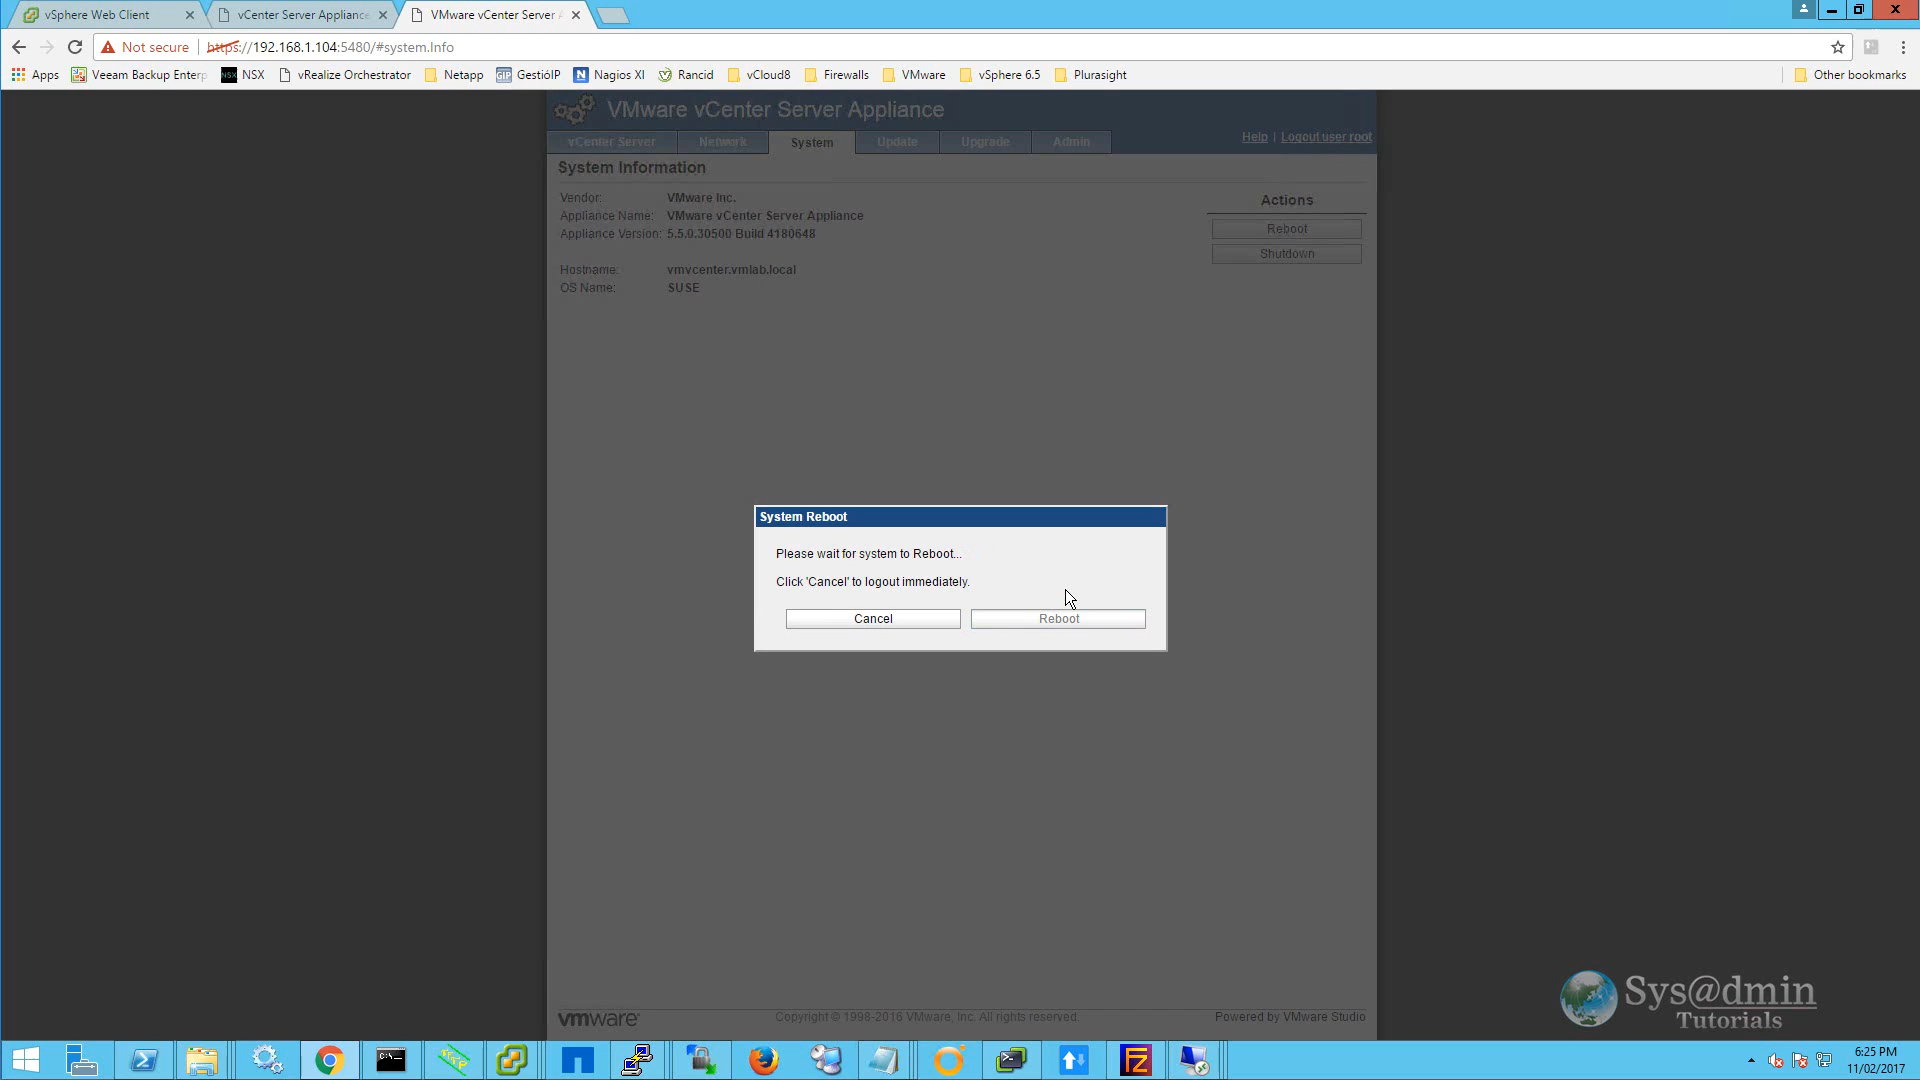 vSphere Web Client
vCenter Server Appliance
VMware vCenter Server A
Not secure | https://192.168.1.104:5480/#system.Info
Apps
Veeam Backup Enterp
NSX
NSX
vRealize Orchestrator
Netapp
GIP
GestióIP
N
Nagios XI
Rancid
vCloud8
Firewalls
VMware
vSphere 6.5
Plurasight
Other bookmarks
VMware vCenter Server Appliance
vCenter Server
Network
System
Update
Upgrade
Admin
Help | Logout user root
System Information
Vendor: VMware Inc.
Appliance Name: VMware vCenter Server Appliance
Appliance Version: 5.5.0.30500 Build 4180648
Hostname: vmvcenter.vmlab.local
OS Name: SUSE
Actions
Reboot
Shutdown
System Reboot
Please wait for system to Reboot...
Click 'Cancel' to logout immediately.
Cancel
Reboot
vmware
Copyright © 1998-2016 VMware, Inc. All rights reserved.
Powered by VMware Studio
Sys@dmin
Tutorials
C:\_
FZ
6:25 PM
11/02/2017